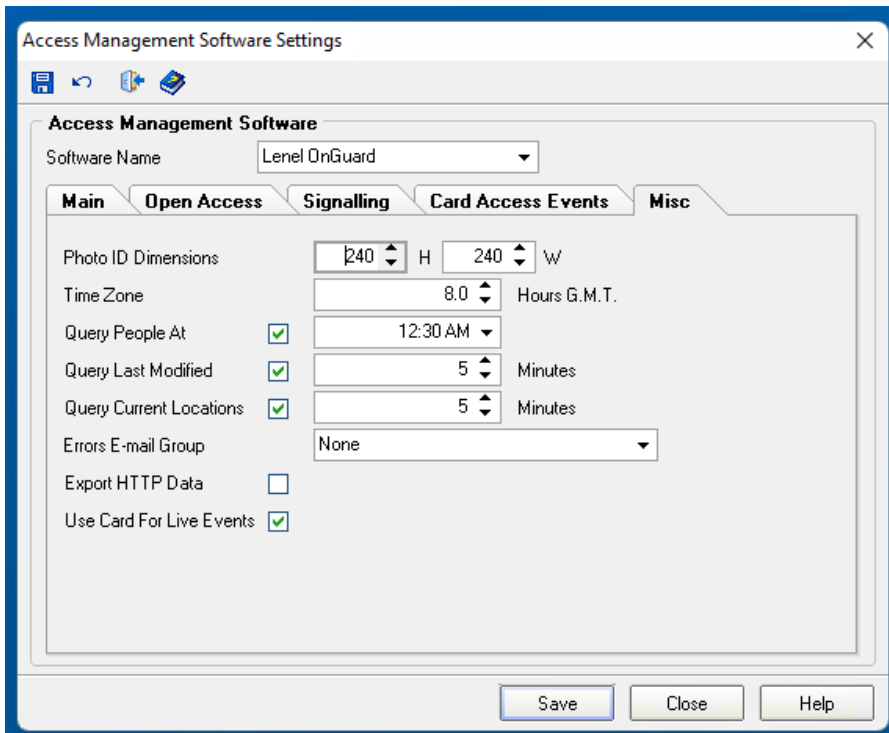 Access Management Software Settings
Access Management Software
Software Name Lenel OnGuard
Main Open Access Signalling Card Access Events Misc
Photo ID Dimensions 240 H 240 W
Time Zone 8.0 Hours G.M.T.
Query People At 12:30 AM
Query Last Modified 5 Minutes
Query Current Locations 5 Minutes
Errors E-mail Group None
Export HTTP Data
Use Card For Live Events
Save Close Help